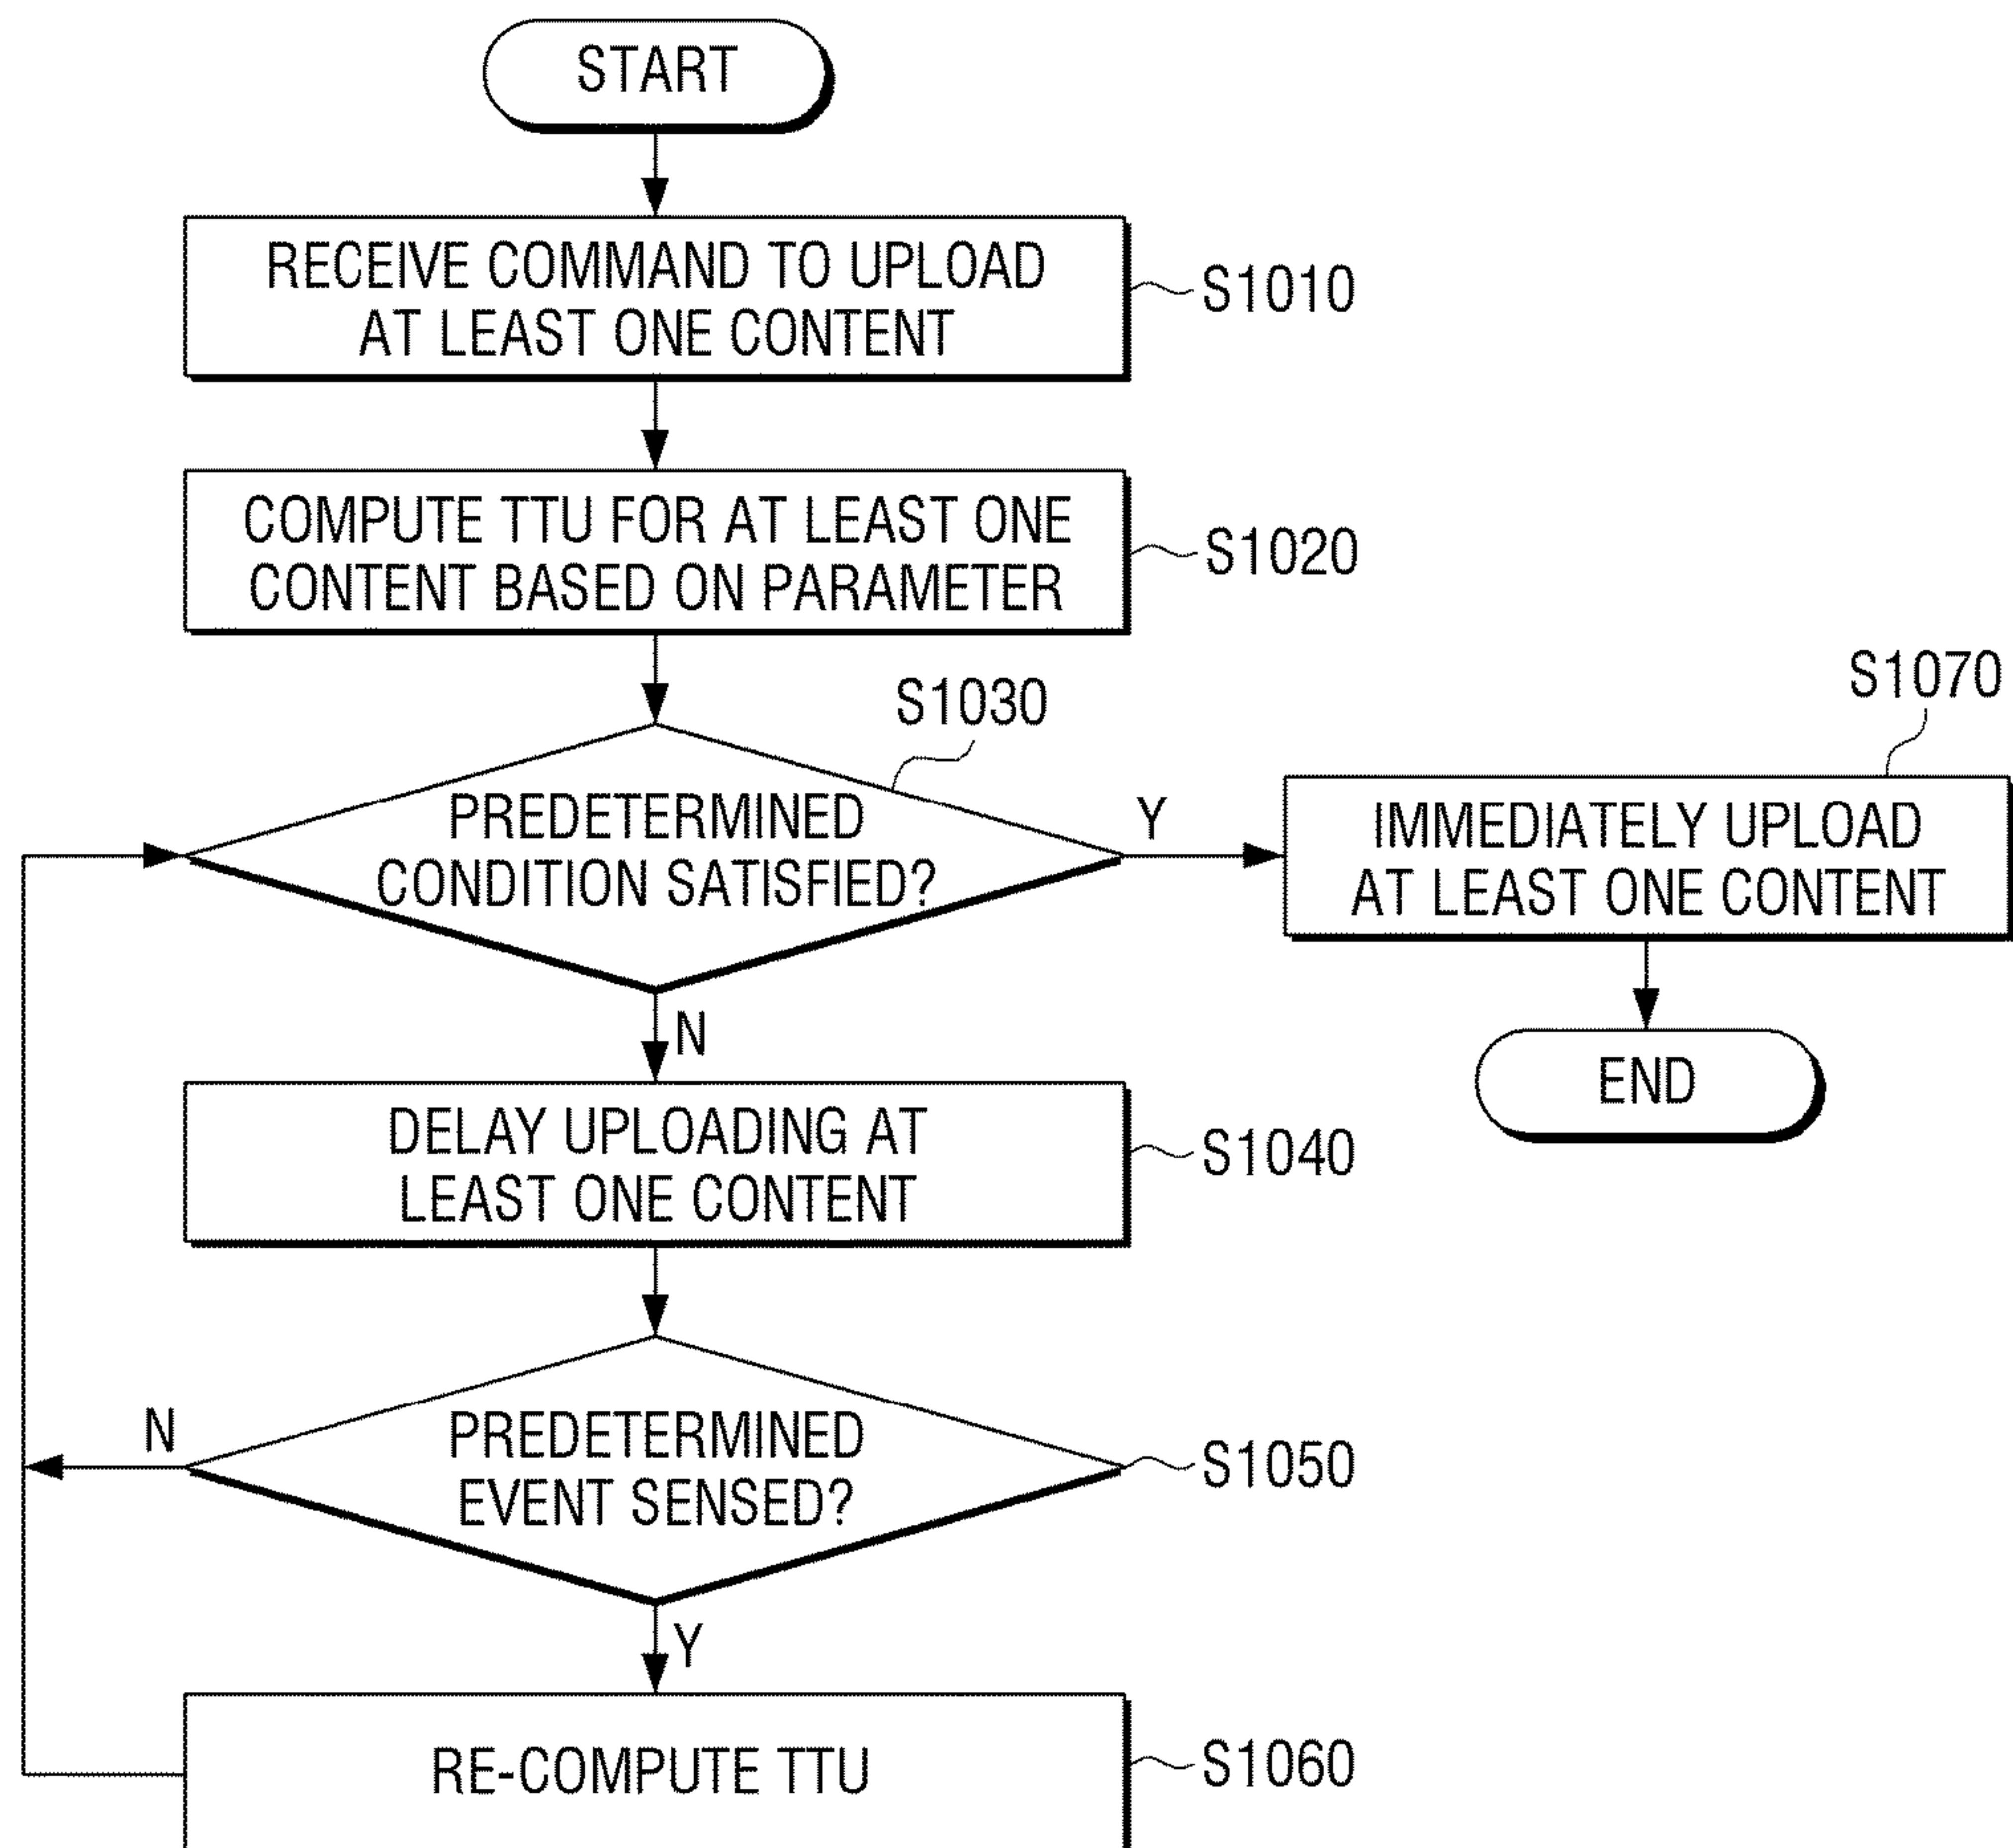 START
RECEIVE COMMAND TO UPLOAD
AT LEAST ONE CONTENT
S1010
COMPUTE TTU FOR AT LEAST ONE
CONTENT BASED ON PARAMETER
S1020
S1030
PREDETERMINED
CONDITION SATISFIED?
Y
S1070
IMMEDIATELY UPLOAD
AT LEAST ONE CONTENT
END
N
DELAY UPLOADING AT
LEAST ONE CONTENT
S1040
N
PREDETERMINED
EVENT SENSED?
S1050
Y
RE-COMPUTE TTU
S1060